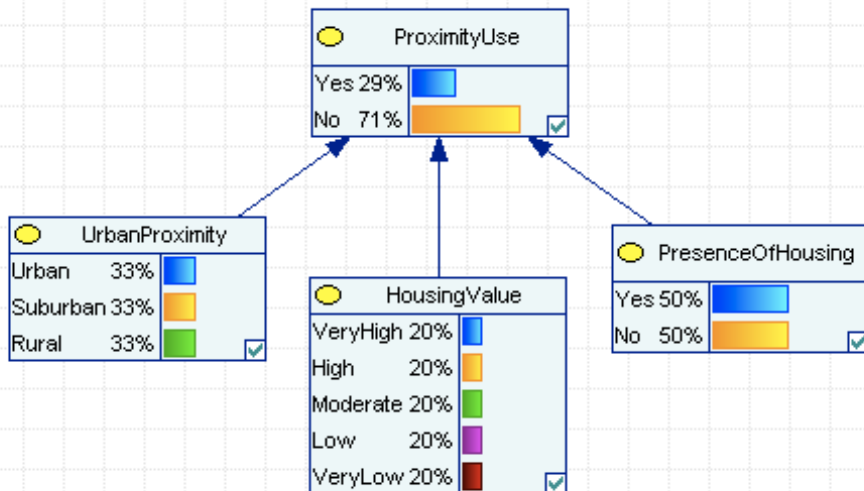 ProximityUse
Yes 29%
No 71%
UrbanProximity
Urban 33%
Suburban 33%
Rural 33%
HousingValue
VeryHigh 20%
High 20%
Moderate 20%
Low 20%
VeryLow 20%
PresenceOfHousing
Yes 50%
No 50%